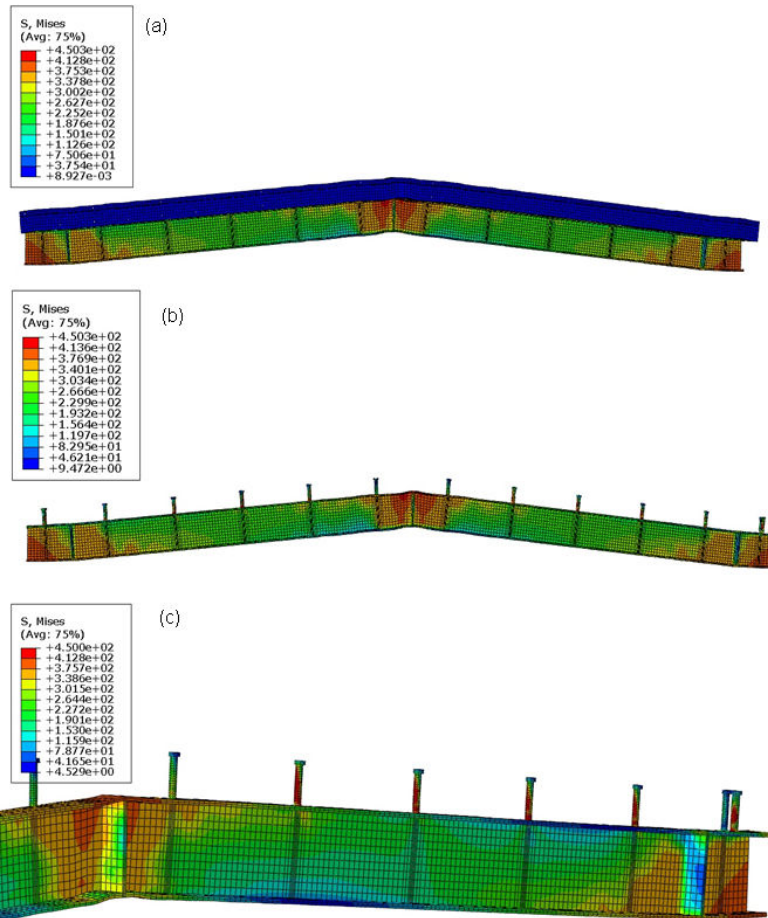 S, Mises
(Avg: 75%)
+4.503e+02
+4.128e+02
+3.753e+02
+3.378e+02
+3.002e+02
+2.627e+02
+2.252e+02
+1.876e+02
+1.501e+02
+1.126e+02
+7.506e+01
+3.754e+01
+8.927e-03
(a)
S, Mises
(Avg: 75%)
+4.503e+02
+4.136e+02
+3.769e+02
+3.401e+02
+3.034e+02
+2.666e+02
+2.299e+02
+1.932e+02
+1.564e+02
+1.197e+02
+8.295e+01
+4.621e+01
+9.472e+00
(b)
S, Mises
(Avg: 75%)
+4.500e+02
+4.128e+02
+3.757e+02
+3.386e+02
+3.015e+02
+2.644e+02
+2.272e+02
+1.901e+02
+1.530e+02
+1.159e+02
+7.877e+01
+4.165e+01
+4.529e+00
(c)